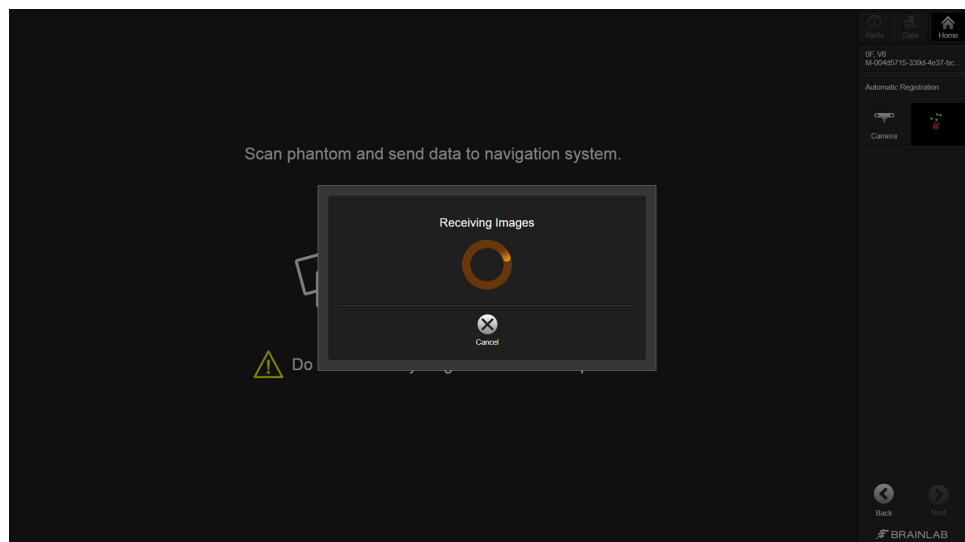 Alerts
Data
Home
0F, V6
M-004d5715-339d-4e37-bc...
Automatic Registration
Camera
Scan phantom and send data to navigation system.
Receiving Images
Cancel
Do
Back
Next
BRAINLAB